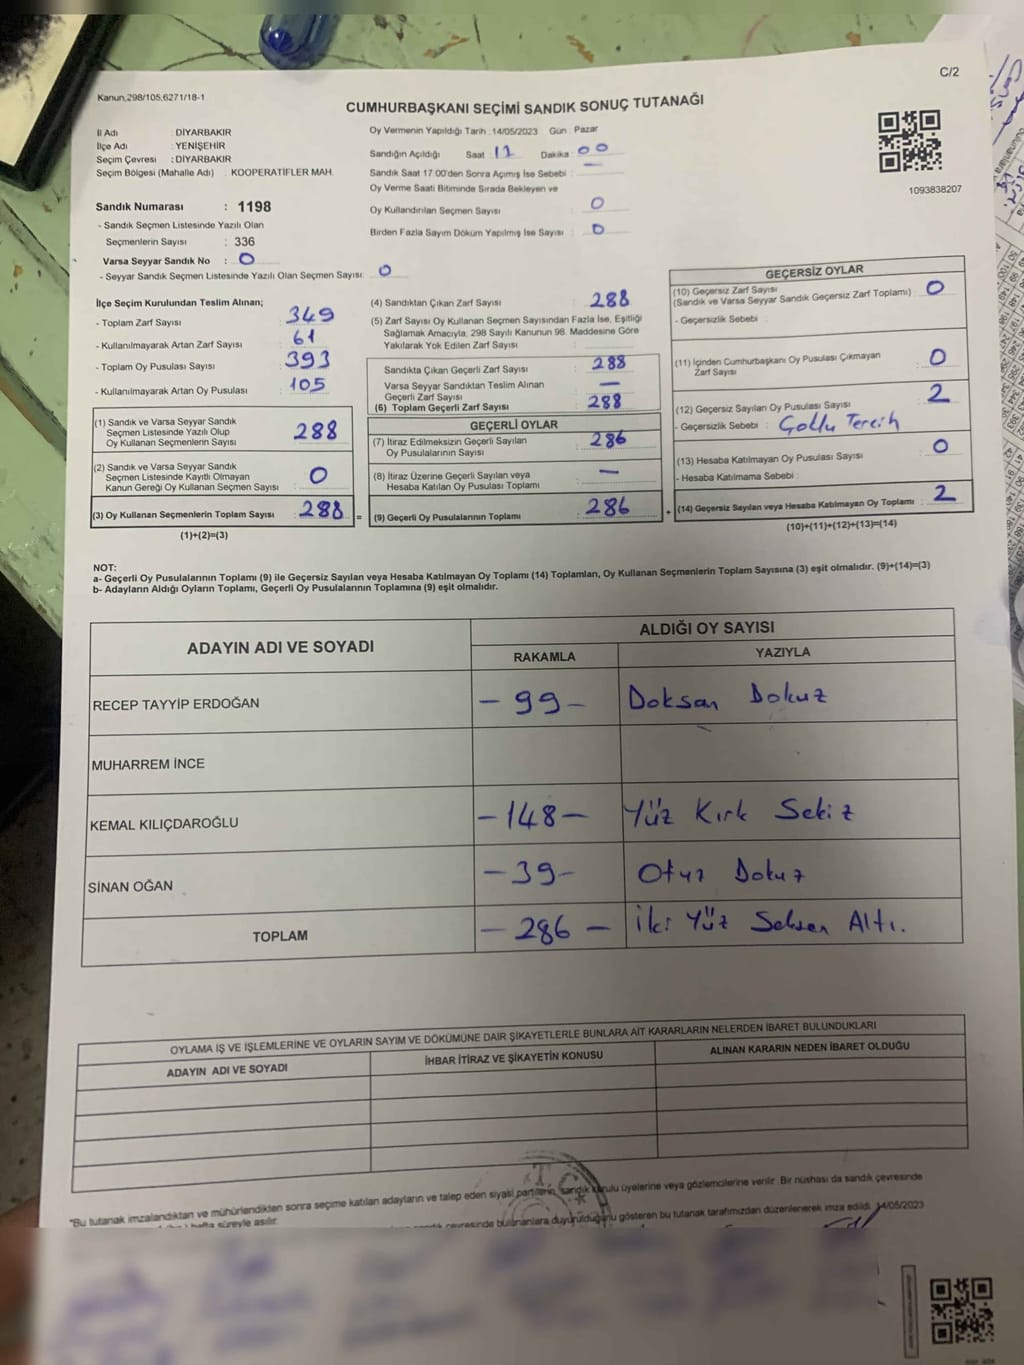 C/2
Kanun,298/105,6271/18-1
CUMHURBAŞKANI SEÇİMİ SANDIK SONUÇ TUTANAĞI
İl Adı : DİYARBAKIR
İlçe Adı : YENİŞEHİR
Seçim Çevresi : DİYARBAKIR
Seçim Bölgesi (Mahalle Adı) : KOOPERATİFLER MAH.
Oy Vermenin Yapıldığı Tarih : 14/05/2023 Gün : Pazar
Sandığın Açıldığı Saat 17 Dakika : 00
Sandık Saat 17.00'den Sonra Açımış İse Sebebi : —
Oy Verme Saati Bitiminde Sırada Bekleyen ve
Oy Kullandırılan Seçmen Sayısı : 0
Birden Fazla Sayım Döküm Yapılmış İse Sayısı : 0
1093838207
Sandık Numarası : 1198
- Sandık Seçmen Listesinde Yazılı Olan
Seçmenlerin Sayısı : 336
Varsa Seyyar Sandık No : 0
- Seyyar Sandık Seçmen Listesinde Yazılı Olan Seçmen Sayısı: 0
İlçe Seçim Kurulundan Teslim Alınan;
- Toplam Zarf Sayısı : 349
- Kullanılmayarak Artan Zarf Sayısı : 61
- Toplam Oy Pusulası Sayısı : 393
- Kullanılmayarak Artan Oy Pusulası : 105
(1) Sandık ve Varsa Seyyar Sandık
Seçmen Listesinde Yazılı Olup
Oy Kullanan Seçmenlerin Sayısı : 288
(2) Sandık ve Varsa Seyyar Sandık
Seçmen Listesinde Kayıtlı Olmayan
Kanun Gereği Oy Kullanan Seçmen Sayısı : 0
(3) Oy Kullanan Seçmenlerin Toplam Sayısı : 288 =
(1)+(2)=(3)
(4) Sandıktan Çıkan Zarf Sayısı : 288
(5) Zarf Sayısı Oy Kullanan Seçmen Sayısından Fazla İse, Eşitliği
Sağlamak Amacıyla, 298 Sayılı Kanunun 98. Maddesine Göre
Yakılarak Yok Edilen Zarf Sayısı :
Sandıkta Çıkan Geçerli Zarf Sayısı : 288
Varsa Seyyar Sandıktan Teslim Alınan
Geçerli Zarf Sayısı : —
(6) Toplam Geçerli Zarf Sayısı : 288
GEÇERLİ OYLAR
(7) İtiraz Edilmeksizin Geçerli Sayılan
Oy Pusulalarının Sayısı : 286
(8) İtiraz Üzerine Geçerli Sayılan veya
Hesaba Katılan Oy Pusulası Toplamı : —
(9) Geçerli Oy Pusulalarının Toplamı : 286 +
GEÇERSİZ OYLAR
(10) Geçersiz Zarf Sayısı
(Sandık ve Varsa Seyyar Sandık Geçersiz Zarf Toplamı) : 0
- Geçersizlik Sebebi :
(11) İçinden Cumhurbaşkanı Oy Pusulası Çıkmayan
Zarf Sayısı : 0
(12) Geçersiz Sayılan Oy Pusulası Sayısı : 2
- Geçersizlik Sebebi : Çoklu Tercih
(13) Hesaba Katılmayan Oy Pusulası Sayısı : 0
- Hesaba Katılmama Sebebi :
(14) Geçersiz Sayılan veya Hesaba Katılmayan Oy Toplamı : 2
(10)+(11)+(12)+(13)=(14)
NOT:
a- Geçerli Oy Pusulalarının Toplamı (9) ile Geçersiz Sayılan veya Hesaba Katılmayan Oy Toplamı (14) Toplamları, Oy Kullanan Seçmenlerin Toplam Sayısına (3) eşit olmalıdır. (9)+(14)=(3)
b- Adayların Aldığı Oyların Toplamı, Geçerli Oy Pusulalarının Toplamına (9) eşit olmalıdır.
ADAYIN ADI VE SOYADI
ALDIĞI OY SAYISI
RAKAMLA YAZIYLA
RECEP TAYYİP ERDOĞAN - 99 - Doksan Dokuz
MUHARREM İNCE
KEMAL KILIÇDAROĞLU -148- Yüz Kırk Sekiz
SİNAN OĞAN -39- Otuz Dokuz
TOPLAM - 286 - İki Yüz Seksen Altı.
OYLAMA İŞ VE İŞLEMLERİNE VE OYLARIN SAYIM VE DÖKÜMÜNE DAİR ŞİKAYETLERLE BUNLARA AİT KARARLARIN NELERDEN İBARET BULUNDUKLARI
ADAYIN ADI VE SOYADI İHBAR İTİRAZ VE ŞİKAYETİN KONUSU ALINAN KARARIN NEDEN İBARET OLDUĞU
T.C.
*Bu tutanak imzalandıktan ve mühürlendikten sonra seçime katılan adayların ve talep eden siyasi partilerin, sandık kurulu üyelerine veya gözlemcilerine verilir. Bir nüshası da sandık çevresinde
hafta süreyle asılır.
sandık çevresinde bulunanlara duyurulduğunu gösteren bu tutanak tarafımızdan düzenlenerek imza edildi. 14/05/2023